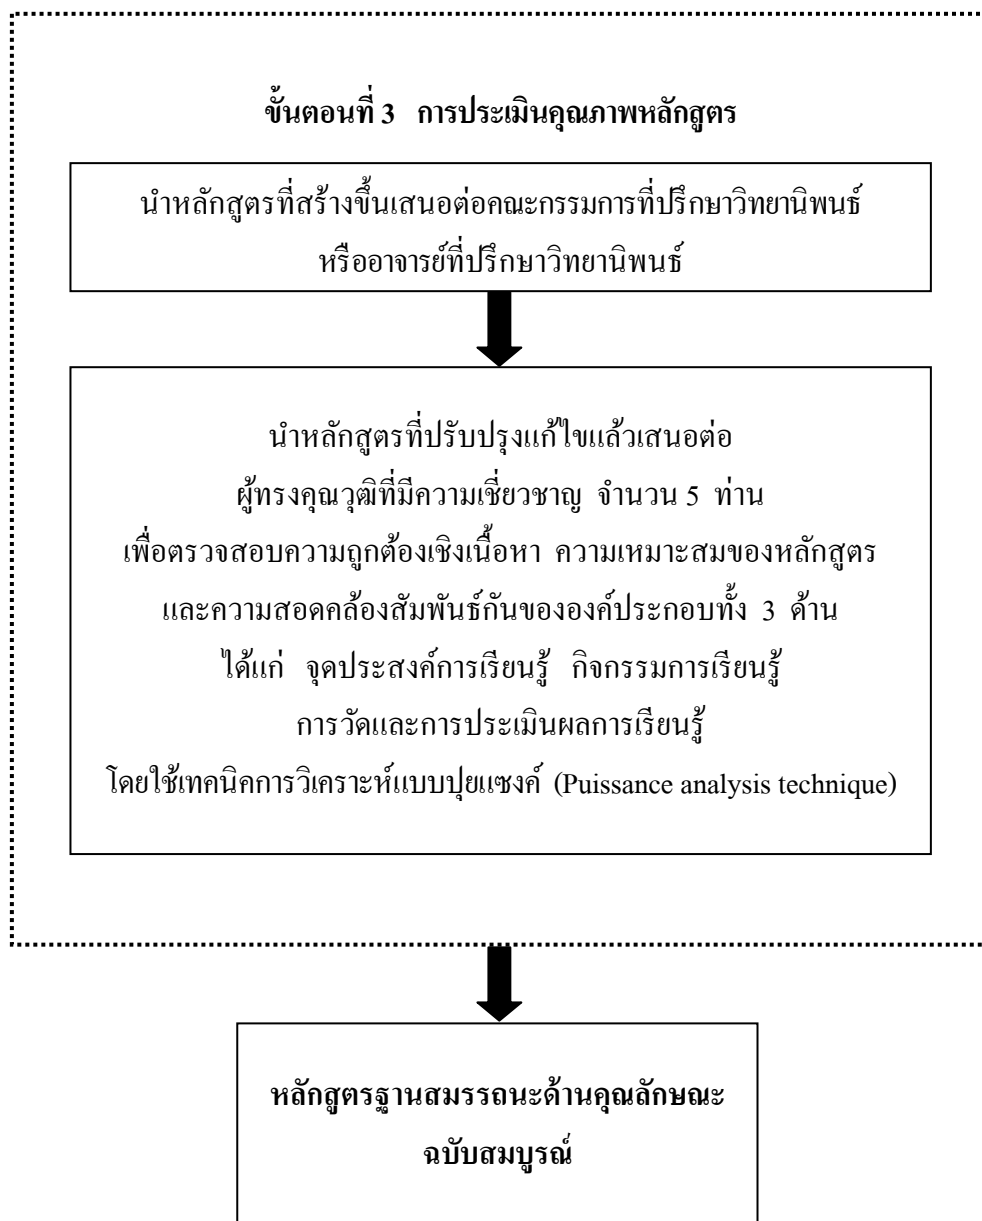 ขั้นตอนที่ 3 การประเมินคุณภาพหลักสูตร
นำหลักสูตรที่สร้างขึ้นเสนอต่อคณะกรรมการที่ปรึกษาวิทยานิพนธ์
หรืออาจารย์ที่ปรึกษาวิทยานิพนธ์
นำหลักสูตรที่ปรับปรุงแก้ไขแล้วเสนอต่อ
ผู้ทรงคุณวุฒิที่มีความเชี่ยวชาญ จำนวน 5 ท่าน
เพื่อตรวจสอบความถูกต้องเชิงเนื้อหา ความเหมาะสมของหลักสูตร
และความสอดคล้องสัมพันธ์กันขององค์ประกอบทั้ง 3 ด้าน
ได้แก่ จุดประสงค์การเรียนรู้ กิจกรรมการเรียนรู้
การวัดและการประเมินผลการเรียนรู้
โดยใช้เทคนิคการวิเคราะห์แบบปุยแซงค์ (Puissance analysis technique)
หลักสูตรฐานสมรรถนะด้านคุณลักษณะ
ฉบับสมบูรณ์